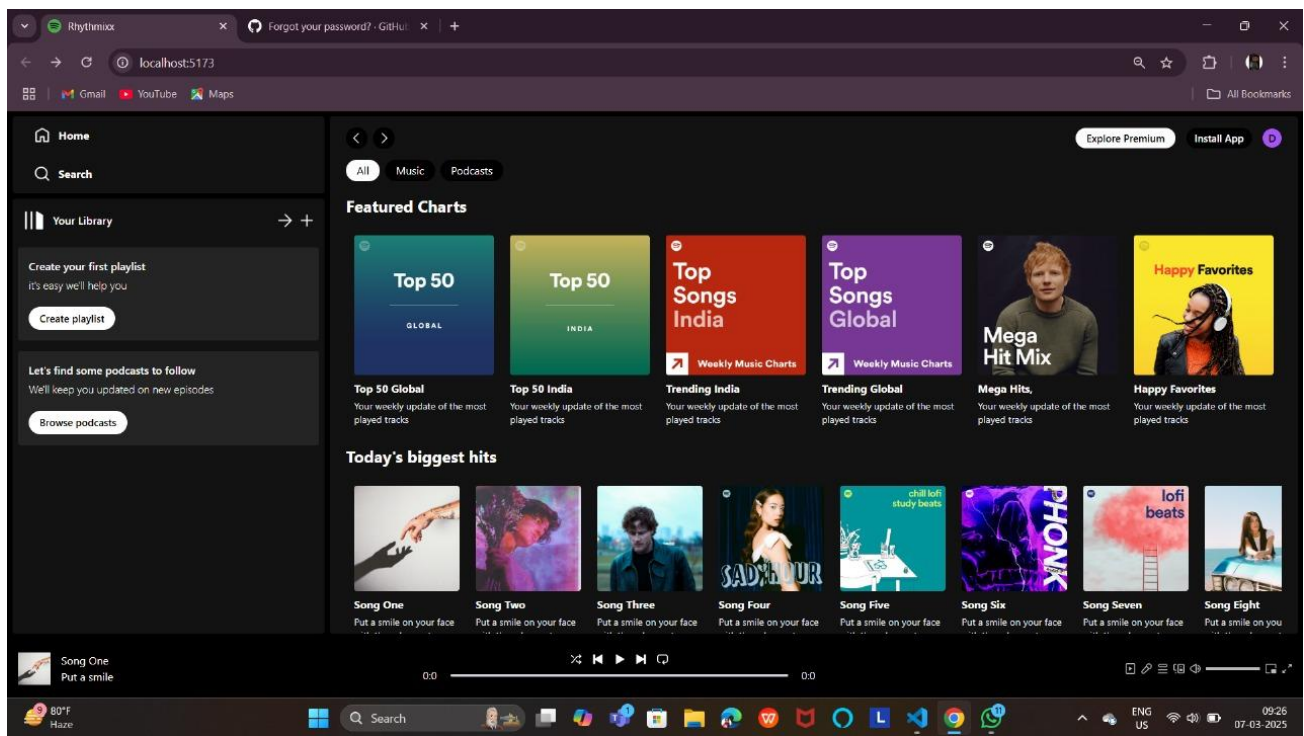 Rhythmixx
Forgot your password? · GitHub
localhost:5173
Gmail YouTube Maps
All Bookmarks
Home
Search
Your Library
Create your first playlist
it's easy we'll help you
Create playlist
Let's find some podcasts to follow
We'll keep you updated on new episodes
Browse podcasts
Explore Premium Install App D
All Music Podcasts
Featured Charts
Top 50
GLOBAL
Top 50
INDIA
Top
Songs
India
Weekly Music Charts
Top
Songs
Global
Weekly Music Charts
Mega
Hit Mix
Happy Favorites
Top 50 Global
Your weekly update of the most
played tracks
Top 50 India
Your weekly update of the most
played tracks
Trending India
Your weekly update of the most
played tracks
Trending Global
Your weekly update of the most
played tracks
Mega Hits,
Your weekly update of the most
played tracks
Happy Favorites
Your weekly update of the most
played tracks
Today's biggest hits
SAD HOUR
chill lofi
study beats
PHONK
lofi
beats
Song One
Put a smile on your face
Song Two
Put a smile on your face
Song Three
Put a smile on your face
Song Four
Put a smile on your face
Song Five
Put a smile on your face
Song Six
Put a smile on your face
Song Seven
Put a smile on your face
Song Eight
Put a smile on you
Song One
Put a smile
0:0
0:0
80°F
Haze
Search
ENG
US
09:26
07-03-2025